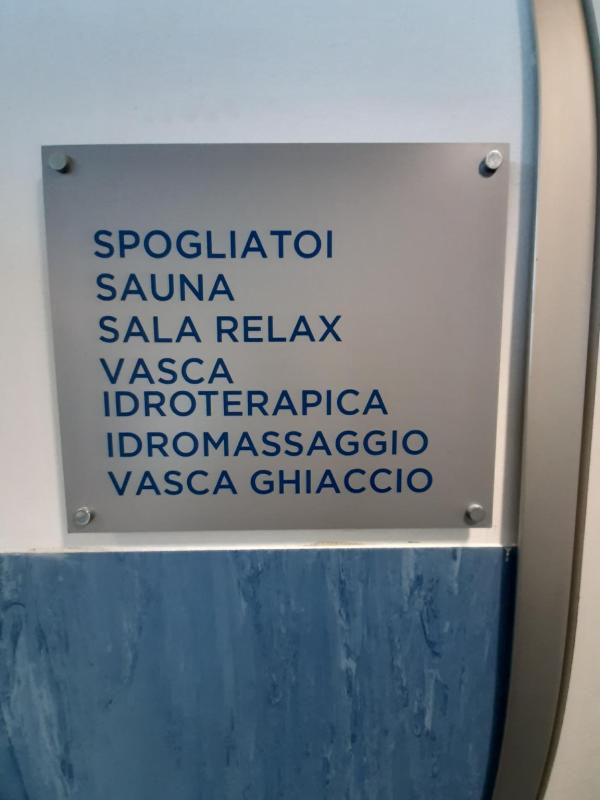 SPOGLIATOI
SAUNA
SALA RELAX
VASCA
IDROTERAPICA
IDROMASSAGGIO
VASCA GHIACCIO